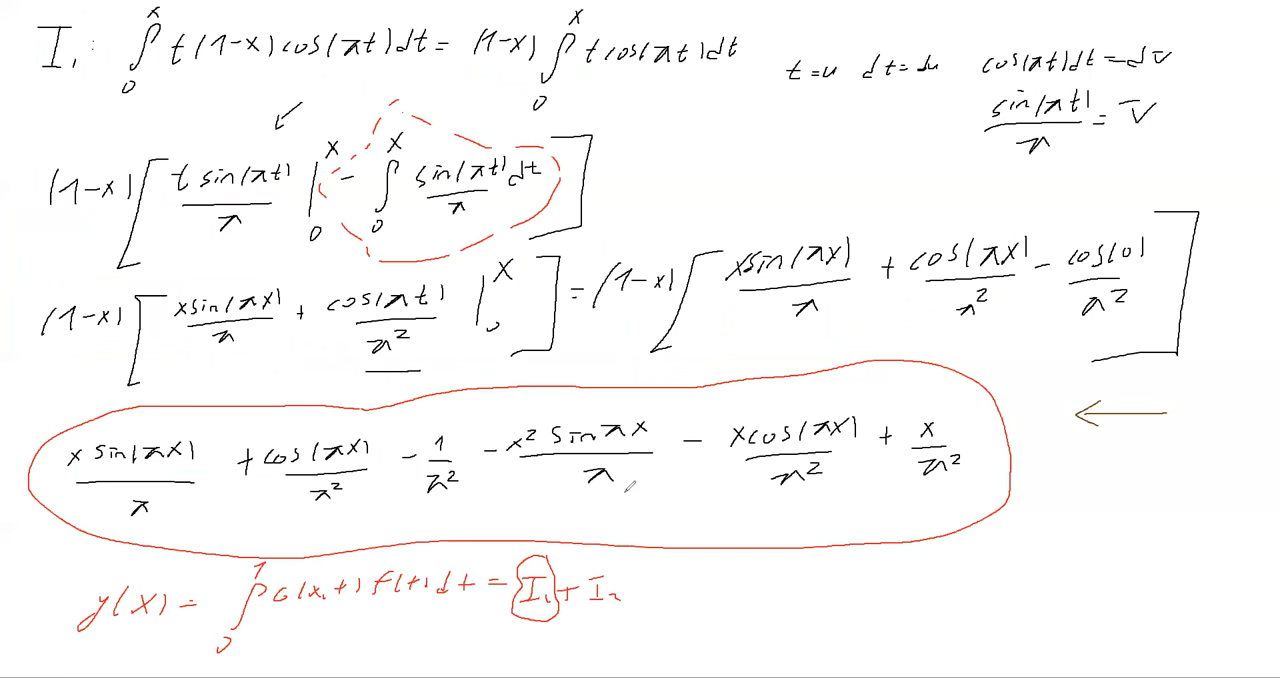 I₁: ∫₀ˣ t(1-x)cos(πt)dt = (1-x) ∫₀ˣ t cos(πt)dt t=u dt=du cos(πt)dt=dv
sin(πt)/π = v
(1-x)[t sin(πt)/π |₀ˣ - ∫₀ˣ sin(πt)/π dt]
(1-x)[x sin(πx)/π + cos(πt)/π² |₀ˣ] = (1-x)[x sin(πx)/π + cos(πx)/π² - cos(0)/π²]
x sin(πx)/π + cos(πx)/π² - 1/π² - x² sin πx/π - x cos(πx)/π² + x/π²
y(x) = ∫₀¹ G(x,t) f(t)dt = I₁ + I₂